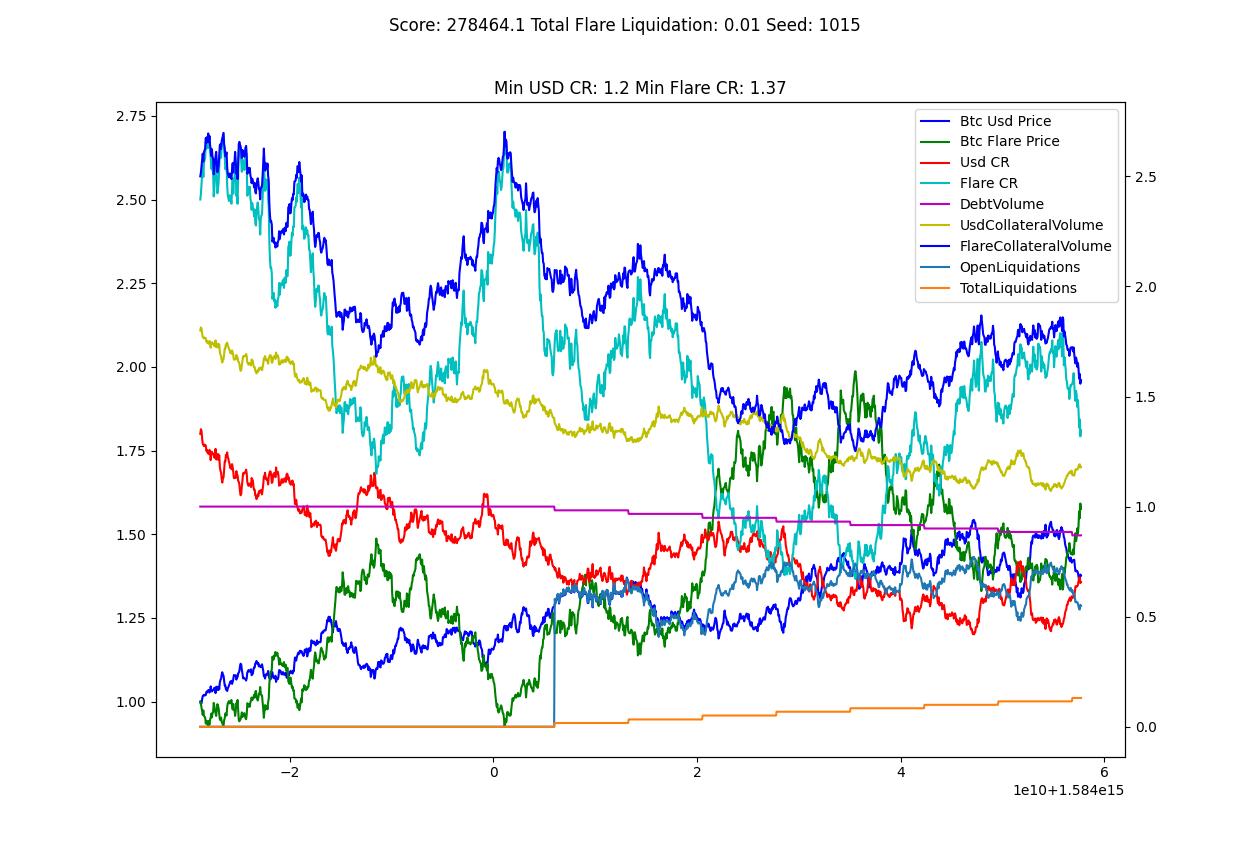 Score: 278464.1 Total Flare Liquidation: 0.01 Seed: 1015
Min USD CR: 1.2 Min Flare CR: 1.37
2.75
2.50
2.25
2.00
1.75
1.50
1.25
1.00
Btc Usd Price
Btc Flare Price
Usd CR
Flare CR
DebtVolume
UsdCollateralVolume
FlareCollateralVolume
OpenLiquidations
TotalLiquidations
2.5
2.0
1.5
1.0
0.5
0.0
−2 0 2 4 6
1e10+1.584e15